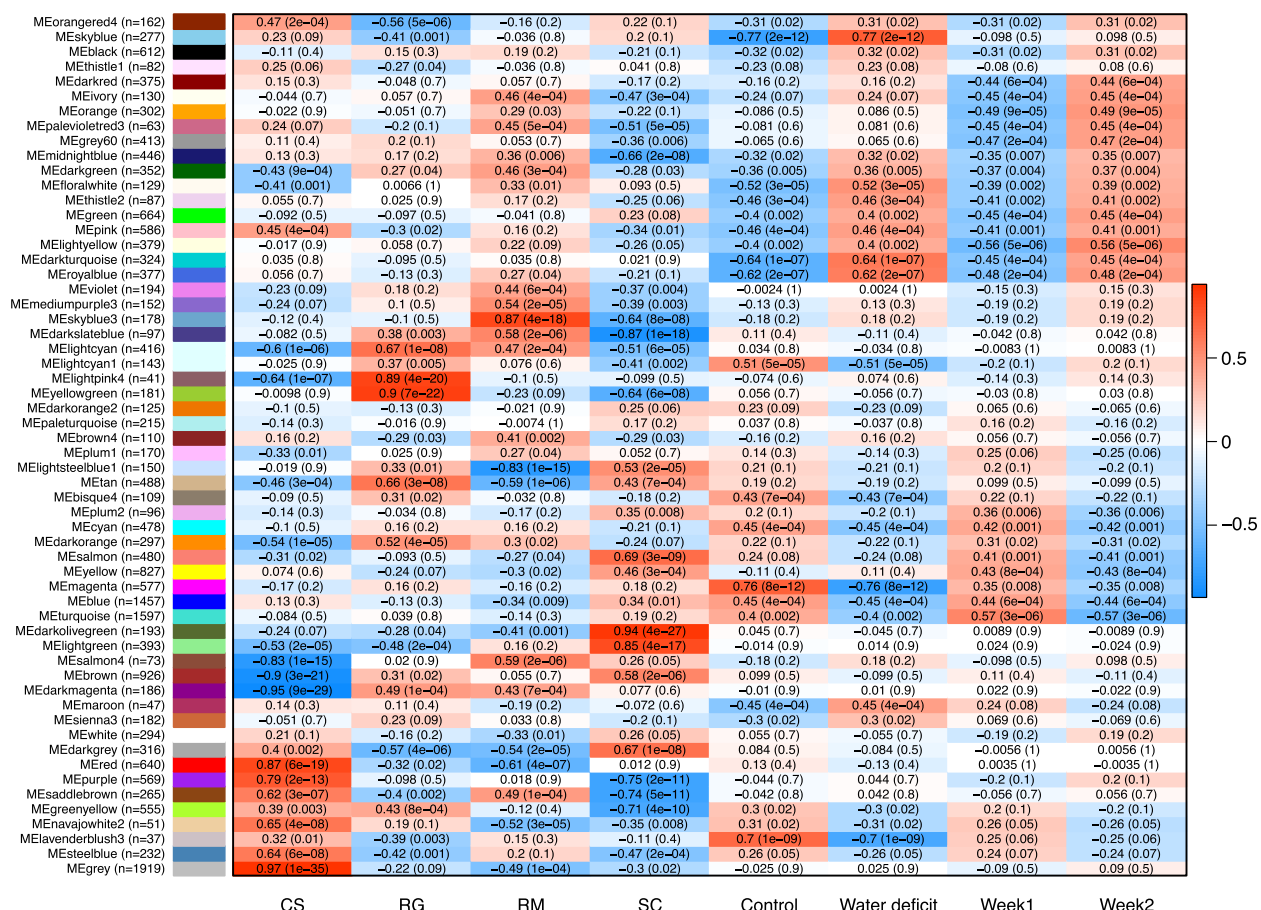 MEorangered4 (n=162) 0.47 (2e−04) −0.56 (5e−06) −0.16 (0.2) 0.22 (0.1) −0.31 (0.02) 0.31 (0.02) −0.31 (0.02) 0.31 (0.02)
MEskyblue (n=277) 0.23 (0.09) −0.41 (0.001) −0.036 (0.8) 0.2 (0.1) −0.77 (2e−12) 0.77 (2e−12) −0.098 (0.5) 0.098 (0.5)
MEblack (n=612) −0.11 (0.4) 0.15 (0.3) 0.19 (0.2) −0.21 (0.1) −0.32 (0.02) 0.32 (0.02) −0.31 (0.02) 0.31 (0.02)
MEthistle1 (n=82) 0.25 (0.06) −0.27 (0.04) −0.036 (0.8) 0.041 (0.8) −0.23 (0.08) 0.23 (0.08) −0.08 (0.6) 0.08 (0.6)
MEdarkred (n=375) 0.15 (0.3) −0.048 (0.7) 0.057 (0.7) −0.17 (0.2) −0.16 (0.2) 0.16 (0.2) −0.44 (6e−04) 0.44 (6e−04)
MEivory (n=130) −0.044 (0.7) 0.057 (0.7) 0.46 (4e−04) −0.47 (3e−04) −0.24 (0.07) 0.24 (0.07) −0.45 (4e−04) 0.45 (4e−04)
MEorange (n=302) −0.022 (0.9) −0.051 (0.7) 0.29 (0.03) −0.22 (0.1) −0.086 (0.5) 0.086 (0.5) −0.49 (9e−05) 0.49 (9e−05)
MEpalevioletred3 (n=63) 0.24 (0.07) −0.2 (0.1) 0.45 (5e−04) −0.51 (5e−05) −0.081 (0.6) 0.081 (0.6) −0.45 (4e−04) 0.45 (4e−04)
MEgrey60 (n=413) 0.11 (0.4) 0.2 (0.1) 0.053 (0.7) −0.36 (0.006) −0.065 (0.6) 0.065 (0.6) −0.47 (2e−04) 0.47 (2e−04)
MEmidnightblue (n=446) 0.13 (0.3) 0.17 (0.2) 0.36 (0.006) −0.66 (2e−08) −0.32 (0.02) 0.32 (0.02) −0.35 (0.007) 0.35 (0.007)
MEdarkgreen (n=352) −0.43 (9e−04) 0.27 (0.04) 0.46 (3e−04) −0.28 (0.03) −0.36 (0.005) 0.36 (0.005) −0.37 (0.004) 0.37 (0.004)
MEfloralwhite (n=129) −0.41 (0.001) 0.0066 (1) 0.33 (0.01) 0.093 (0.5) −0.52 (3e−05) 0.52 (3e−05) −0.39 (0.002) 0.39 (0.002)
MEthistle2 (n=87) 0.055 (0.7) 0.025 (0.9) 0.17 (0.2) −0.25 (0.06) −0.46 (3e−04) 0.46 (3e−04) −0.41 (0.002) 0.41 (0.002)
MEgreen (n=664) −0.092 (0.5) −0.097 (0.5) −0.041 (0.8) 0.23 (0.08) −0.4 (0.002) 0.4 (0.002) −0.45 (4e−04) 0.45 (4e−04)
MEpink (n=586) 0.45 (4e−04) −0.3 (0.02) 0.16 (0.2) −0.34 (0.01) −0.46 (4e−04) 0.46 (4e−04) −0.41 (0.001) 0.41 (0.001)
MElightyellow (n=379) −0.017 (0.9) 0.058 (0.7) 0.22 (0.09) −0.26 (0.05) −0.4 (0.002) 0.4 (0.002) −0.56 (5e−06) 0.56 (5e−06)
MEdarkturquoise (n=324) 0.035 (0.8) −0.095 (0.5) 0.035 (0.8) 0.021 (0.9) −0.64 (1e−07) 0.64 (1e−07) −0.45 (4e−04) 0.45 (4e−04)
MEroyalblue (n=377) 0.056 (0.7) −0.13 (0.3) 0.27 (0.04) −0.21 (0.1) −0.62 (2e−07) 0.62 (2e−07) −0.48 (2e−04) 0.48 (2e−04)
MEviolet (n=194) −0.23 (0.09) 0.18 (0.2) 0.44 (6e−04) −0.37 (0.004) −0.0024 (1) 0.0024 (1) −0.15 (0.3) 0.15 (0.3)
MEmediumpurple3 (n=152) −0.24 (0.07) 0.1 (0.5) 0.54 (2e−05) −0.39 (0.003) −0.13 (0.3) 0.13 (0.3) −0.19 (0.2) 0.19 (0.2)
MEskyblue3 (n=178) −0.12 (0.4) −0.1 (0.5) 0.87 (4e−18) −0.64 (8e−08) −0.18 (0.2) 0.18 (0.2) −0.19 (0.2) 0.19 (0.2)
MEdarkslateblue (n=97) −0.082 (0.5) 0.38 (0.003) 0.58 (2e−06) −0.87 (1e−18) 0.11 (0.4) −0.11 (0.4) −0.042 (0.8) 0.042 (0.8)
MElightcyan (n=416) −0.6 (1e−06) 0.67 (1e−08) 0.47 (2e−04) −0.51 (6e−05) 0.034 (0.8) −0.034 (0.8) −0.0083 (1) 0.0083 (1)
MElightcyan1 (n=143) −0.025 (0.9) 0.37 (0.005) 0.076 (0.6) −0.41 (0.002) 0.51 (5e−05) −0.51 (5e−05) −0.2 (0.1) 0.2 (0.1)
MElightpink4 (n=41) −0.64 (1e−07) 0.89 (4e−20) −0.1 (0.5) −0.099 (0.5) −0.074 (0.6) 0.074 (0.6) −0.14 (0.3) 0.14 (0.3)
MEyellowgreen (n=181) −0.0098 (0.9) 0.9 (7e−22) −0.23 (0.09) −0.64 (6e−08) 0.056 (0.7) −0.056 (0.7) −0.03 (0.8) 0.03 (0.8)
MEdarkorange2 (n=125) −0.1 (0.5) −0.13 (0.3) −0.021 (0.9) 0.25 (0.06) 0.23 (0.09) −0.23 (0.09) 0.065 (0.6) −0.065 (0.6)
MEpaleturquoise (n=215) −0.14 (0.3) −0.016 (0.9) −0.0074 (1) 0.17 (0.2) 0.037 (0.8) −0.037 (0.8) 0.16 (0.2) −0.16 (0.2)
MEbrown4 (n=110) 0.16 (0.2) −0.29 (0.03) 0.41 (0.002) −0.29 (0.03) −0.16 (0.2) 0.16 (0.2) 0.056 (0.7) −0.056 (0.7)
MEplum1 (n=170) −0.33 (0.01) 0.025 (0.9) 0.27 (0.04) 0.052 (0.7) 0.14 (0.3) −0.14 (0.3) 0.25 (0.06) −0.25 (0.06)
MElightsteelblue1 (n=150) −0.019 (0.9) 0.33 (0.01) −0.83 (1e−15) 0.53 (2e−05) 0.21 (0.1) −0.21 (0.1) 0.2 (0.1) −0.2 (0.1)
MEtan (n=488) −0.46 (3e−04) 0.66 (3e−08) −0.59 (1e−06) 0.43 (7e−04) 0.19 (0.2) −0.19 (0.2) 0.099 (0.5) −0.099 (0.5)
MEbisque4 (n=109) −0.09 (0.5) 0.31 (0.02) −0.032 (0.8) −0.18 (0.2) 0.43 (7e−04) −0.43 (7e−04) 0.22 (0.1) −0.22 (0.1)
MEplum2 (n=96) −0.14 (0.3) −0.034 (0.8) −0.17 (0.2) 0.35 (0.008) 0.2 (0.1) −0.2 (0.1) 0.36 (0.006) −0.36 (0.006)
MEcyan (n=478) −0.1 (0.5) 0.16 (0.2) 0.16 (0.2) −0.21 (0.1) 0.45 (4e−04) −0.45 (4e−04) 0.42 (0.001) −0.42 (0.001)
MEdarkorange (n=297) −0.54 (1e−05) 0.52 (4e−05) 0.3 (0.02) −0.24 (0.07) 0.22 (0.1) −0.22 (0.1) 0.31 (0.02) −0.31 (0.02)
MEsalmon (n=480) −0.31 (0.02) −0.093 (0.5) −0.27 (0.04) 0.69 (3e−09) 0.24 (0.08) −0.24 (0.08) 0.41 (0.001) −0.41 (0.001)
MEyellow (n=827) 0.074 (0.6) −0.24 (0.07) −0.3 (0.02) 0.46 (3e−04) −0.11 (0.4) 0.11 (0.4) 0.43 (8e−04) −0.43 (8e−04)
MEmagenta (n=577) −0.17 (0.2) 0.16 (0.2) −0.16 (0.2) 0.18 (0.2) 0.76 (8e−12) −0.76 (8e−12) 0.35 (0.008) −0.35 (0.008)
MEblue (n=1457) 0.13 (0.3) −0.13 (0.3) −0.34 (0.009) 0.34 (0.01) 0.45 (4e−04) −0.45 (4e−04) 0.44 (6e−04) −0.44 (6e−04)
MEturquoise (n=1597) −0.084 (0.5) 0.039 (0.8) −0.14 (0.3) 0.19 (0.2) 0.4 (0.002) −0.4 (0.002) 0.57 (3e−06) −0.57 (3e−06)
MEdarkolivegreen (n=193) −0.24 (0.07) −0.28 (0.04) −0.41 (0.001) 0.94 (4e−27) 0.045 (0.7) −0.045 (0.7) 0.0089 (0.9) −0.0089 (0.9)
MElightgreen (n=393) −0.53 (2e−05) −0.48 (2e−04) 0.16 (0.2) 0.85 (4e−17) −0.014 (0.9) 0.014 (0.9) 0.024 (0.9) −0.024 (0.9)
MEsalmon4 (n=73) −0.83 (1e−15) 0.02 (0.9) 0.59 (2e−06) 0.26 (0.05) −0.18 (0.2) 0.18 (0.2) −0.098 (0.5) 0.098 (0.5)
MEbrown (n=926) −0.9 (3e−21) 0.31 (0.02) 0.055 (0.7) 0.58 (2e−06) 0.099 (0.5) −0.099 (0.5) 0.11 (0.4) −0.11 (0.4)
MEdarkmagenta (n=186) −0.95 (9e−29) 0.49 (1e−04) 0.43 (7e−04) 0.077 (0.6) −0.01 (0.9) 0.01 (0.9) 0.022 (0.9) −0.022 (0.9)
MEmaroon (n=47) 0.14 (0.3) 0.11 (0.4) −0.19 (0.2) −0.072 (0.6) −0.45 (4e−04) 0.45 (4e−04) 0.24 (0.08) −0.24 (0.08)
MEsienna3 (n=182) −0.051 (0.7) 0.23 (0.09) 0.033 (0.8) −0.2 (0.1) −0.3 (0.02) 0.3 (0.02) 0.069 (0.6) −0.069 (0.6)
MEwhite (n=294) 0.21 (0.1) −0.16 (0.2) −0.33 (0.01) 0.26 (0.05) 0.055 (0.7) −0.055 (0.7) −0.19 (0.2) 0.19 (0.2)
MEdarkgrey (n=316) 0.4 (0.002) −0.57 (4e−06) −0.54 (2e−05) 0.67 (1e−08) 0.084 (0.5) −0.084 (0.5) −0.0056 (1) 0.0056 (1)
MEred (n=640) 0.87 (6e−19) −0.32 (0.02) −0.61 (4e−07) 0.012 (0.9) 0.13 (0.4) −0.13 (0.4) 0.0035 (1) −0.0035 (1)
MEpurple (n=569) 0.79 (2e−13) −0.098 (0.5) 0.018 (0.9) −0.75 (2e−11) −0.044 (0.7) 0.044 (0.7) −0.2 (0.1) 0.2 (0.1)
MEsaddlebrown (n=265) 0.62 (3e−07) −0.4 (0.002) 0.49 (1e−04) −0.74 (5e−11) −0.042 (0.8) 0.042 (0.8) −0.056 (0.7) 0.056 (0.7)
MEgreenyellow (n=555) 0.39 (0.003) 0.43 (8e−04) −0.12 (0.4) −0.71 (4e−10) 0.3 (0.02) −0.3 (0.02) 0.2 (0.1) −0.2 (0.1)
MEnavajowhite2 (n=51) 0.65 (4e−08) 0.19 (0.1) −0.52 (3e−05) −0.35 (0.008) 0.31 (0.02) −0.31 (0.02) 0.26 (0.05) −0.26 (0.05)
MElavenderblush3 (n=37) 0.32 (0.01) −0.39 (0.003) 0.15 (0.3) −0.11 (0.4) 0.7 (1e−09) −0.7 (1e−09) 0.25 (0.06) −0.25 (0.06)
MEsteelblue (n=232) 0.64 (6e−08) −0.42 (0.001) 0.2 (0.1) −0.47 (2e−04) 0.26 (0.05) −0.26 (0.05) 0.24 (0.07) −0.24 (0.07)
MEgrey (n=1919) 0.97 (1e−35) −0.22 (0.09) −0.49 (1e−04) −0.3 (0.02) −0.025 (0.9) 0.025 (0.9) −0.09 (0.5) 0.09 (0.5)
CS RG RM SC Control Water deficit Week1 Week2
0.5
0
−0.5